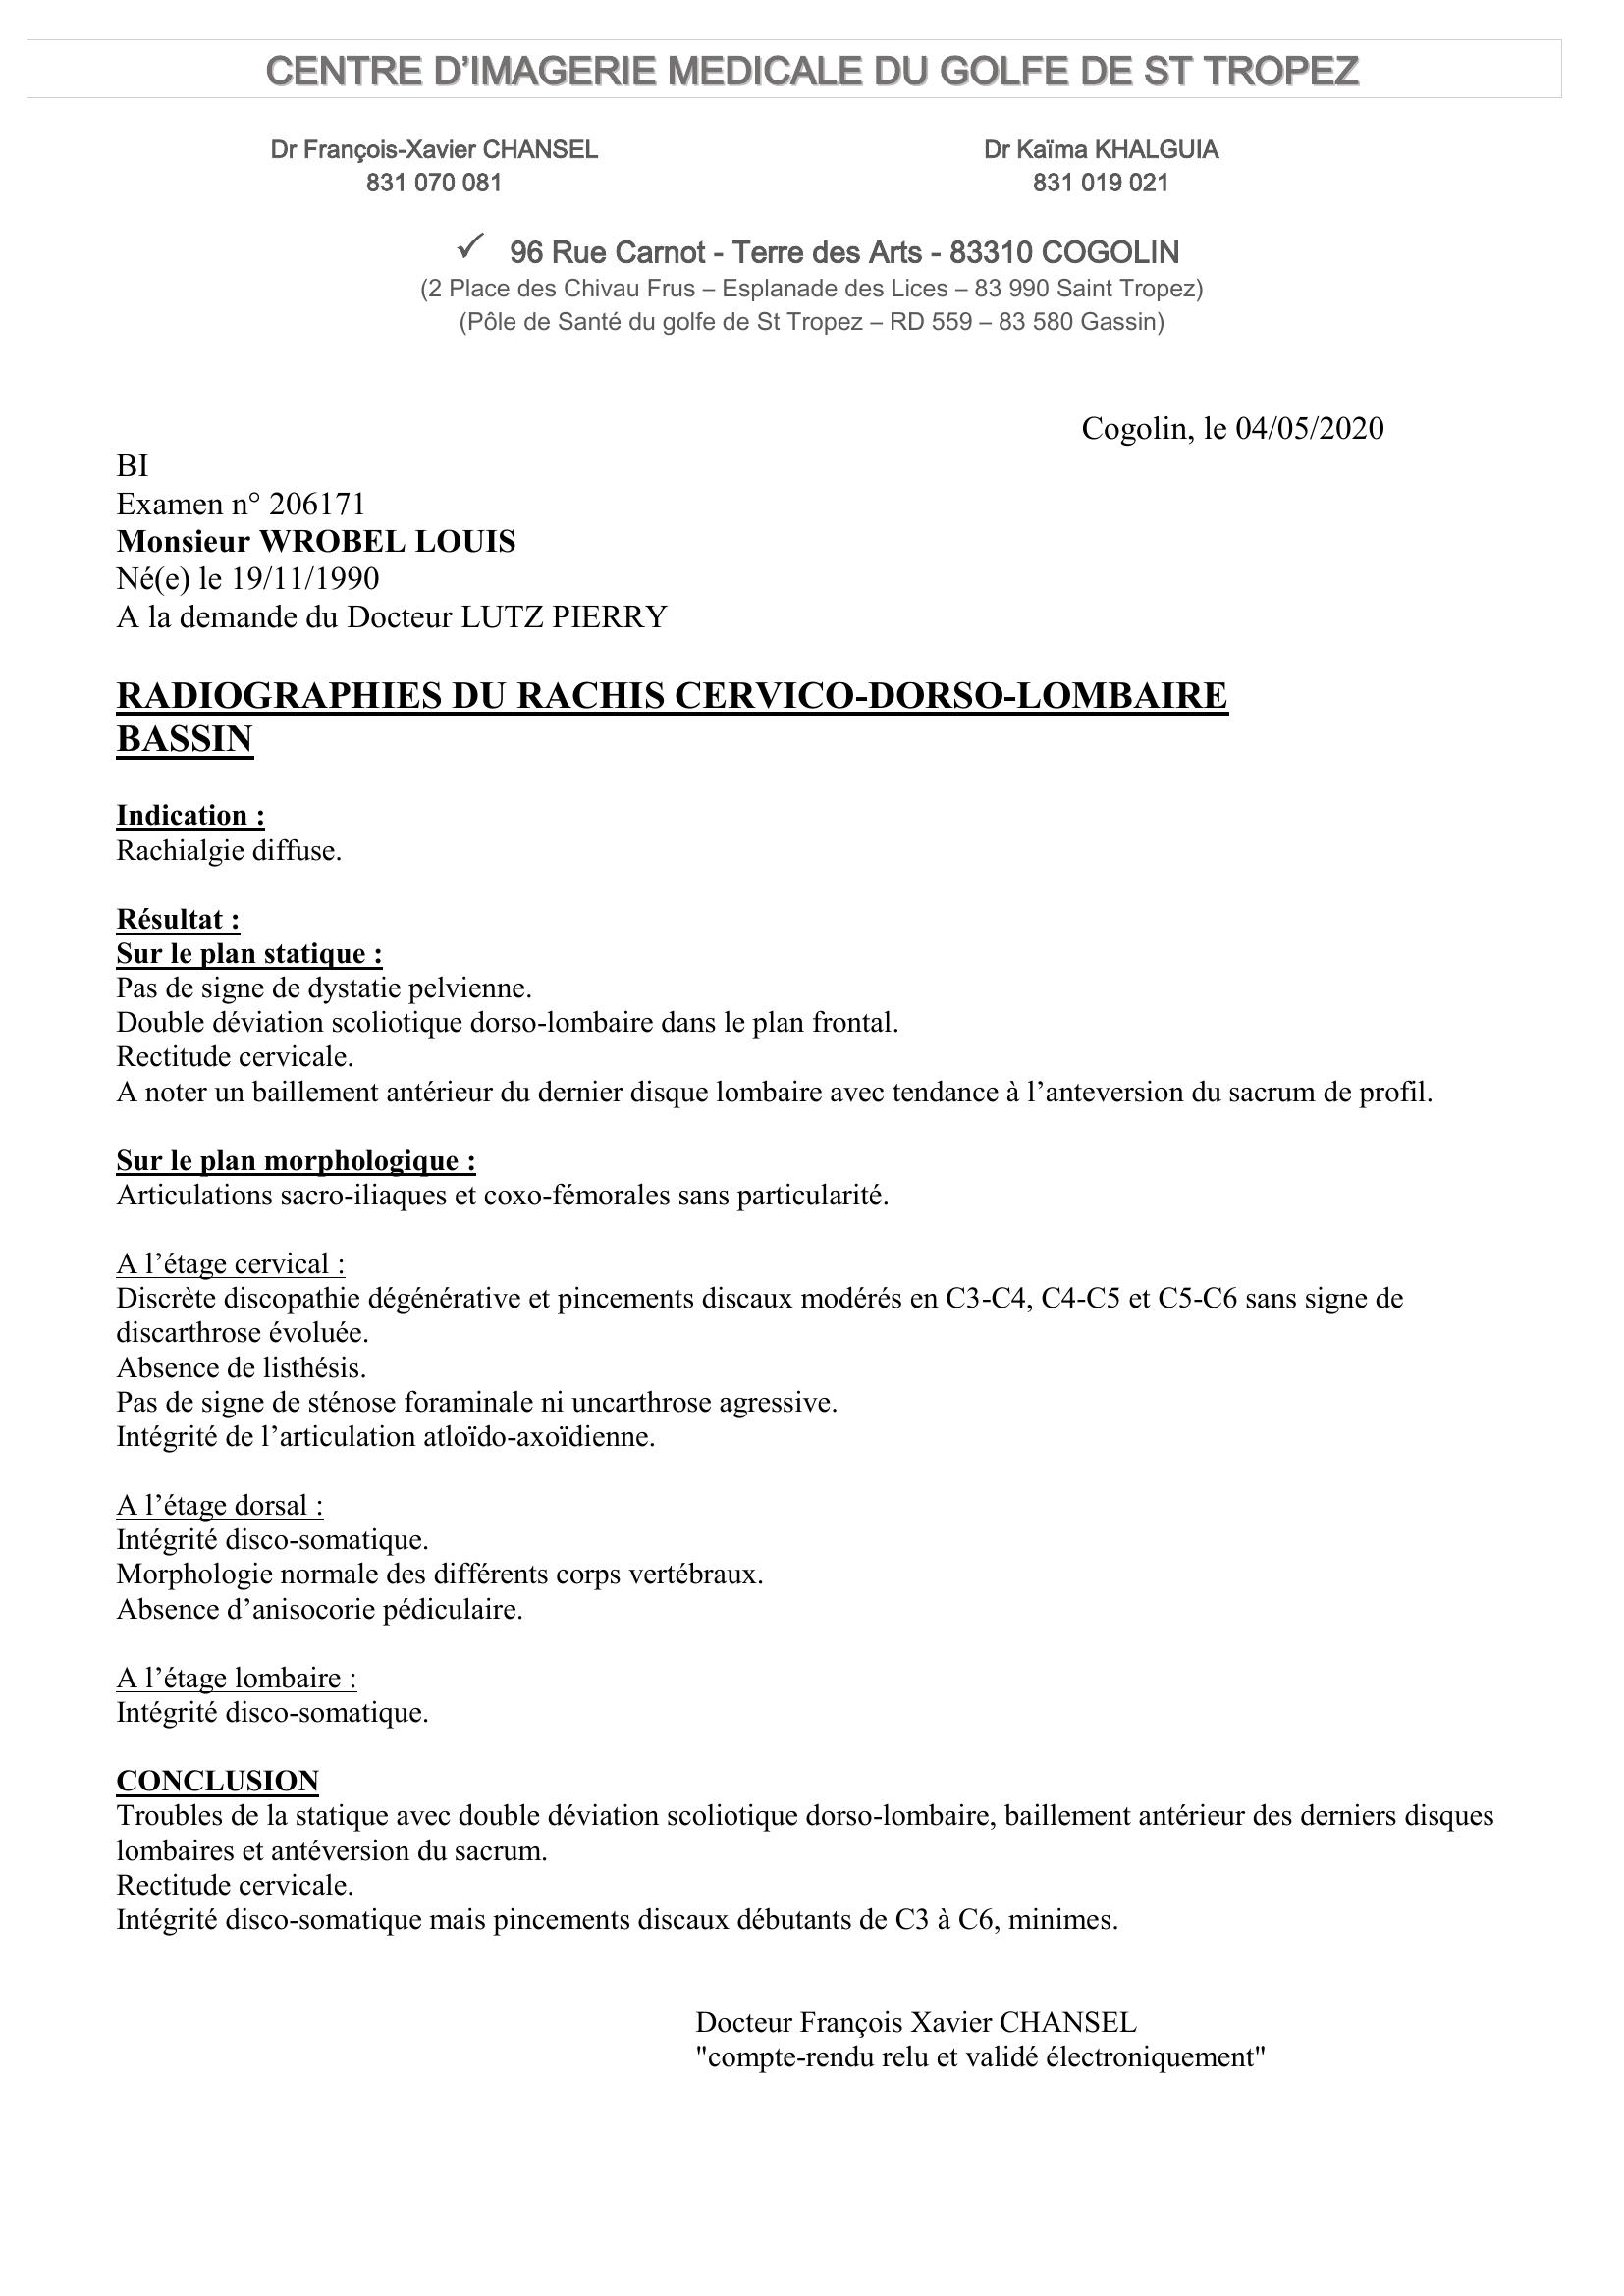 CENTRE D’IMAGERIE MEDICALE DU GOLFE DE ST TROPEZ
Dr François-Xavier CHANSEL
831 070 081
Dr Kaïma KHALGUIA
831 019 021
✓ 96 Rue Carnot - Terre des Arts - 83310 COGOLIN
(2 Place des Chivau Frus – Esplanade des Lices – 83 990 Saint Tropez)
(Pôle de Santé du golfe de St Tropez – RD 559 – 83 580 Gassin)
Cogolin, le 04/05/2020
BI
Examen n° 206171
Monsieur WROBEL LOUIS
Né(e) le 19/11/1990
A la demande du Docteur LUTZ PIERRY
RADIOGRAPHIES DU RACHIS CERVICO-DORSO-LOMBAIRE
BASSIN
Indication :
Rachialgie diffuse.
Résultat :
Sur le plan statique :
Pas de signe de dystatie pelvienne.
Double déviation scoliotique dorso-lombaire dans le plan frontal.
Rectitude cervicale.
A noter un baillement antérieur du dernier disque lombaire avec tendance à l’anteversion du sacrum de profil.
Sur le plan morphologique :
Articulations sacro-iliaques et coxo-fémorales sans particularité.
A l’étage cervical :
Discrète discopathie dégénérative et pincements discaux modérés en C3-C4, C4-C5 et C5-C6 sans signe de
discarthrose évoluée.
Absence de listhésis.
Pas de signe de sténose foraminale ni uncarthrose agressive.
Intégrité de l’articulation atloïdo-axoïdienne.
A l’étage dorsal :
Intégrité disco-somatique.
Morphologie normale des différents corps vertébraux.
Absence d’anisocorie pédiculaire.
A l’étage lombaire :
Intégrité disco-somatique.
CONCLUSION
Troubles de la statique avec double déviation scoliotique dorso-lombaire, baillement antérieur des derniers disques
lombaires et antéversion du sacrum.
Rectitude cervicale.
Intégrité disco-somatique mais pincements discaux débutants de C3 à C6, minimes.
Docteur François Xavier CHANSEL
"compte-rendu relu et validé électroniquement"